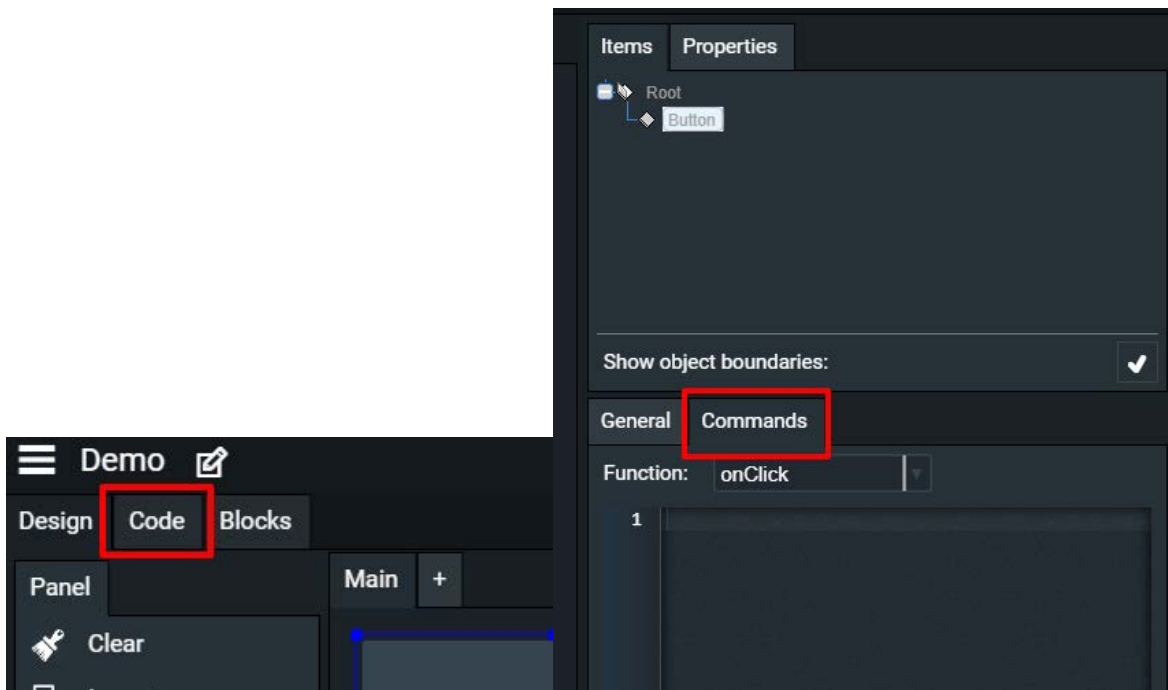 Demo
Design Code Blocks
Panel
Main +
Clear
Items Properties
Root
Button
Show object boundaries:
General Commands
Function: onClick
1